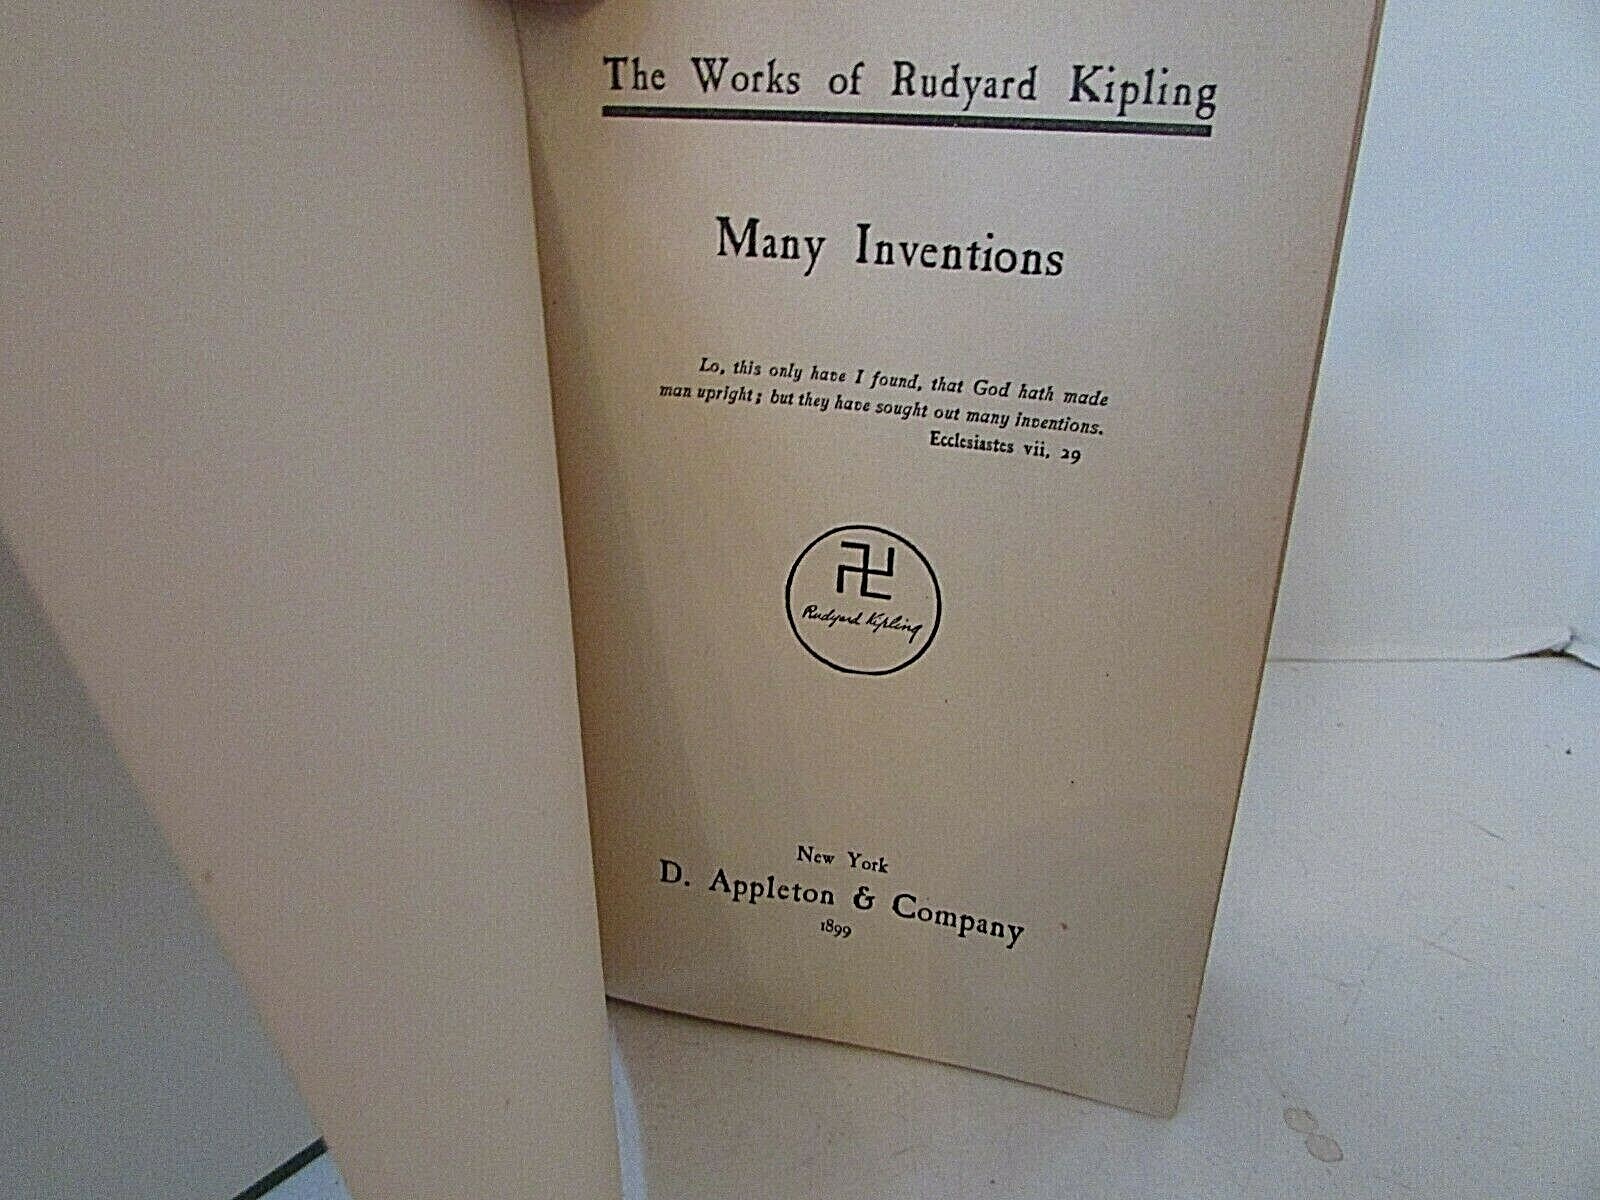 The Works of Rudyard Kipling
Many Inventions
Lo, this only have I found, that God hath made
man upright; but they have sought out many inventions.
Ecclesiastes vii, 29
Rudyard Kipling
New York
D. Appleton & Company
1899